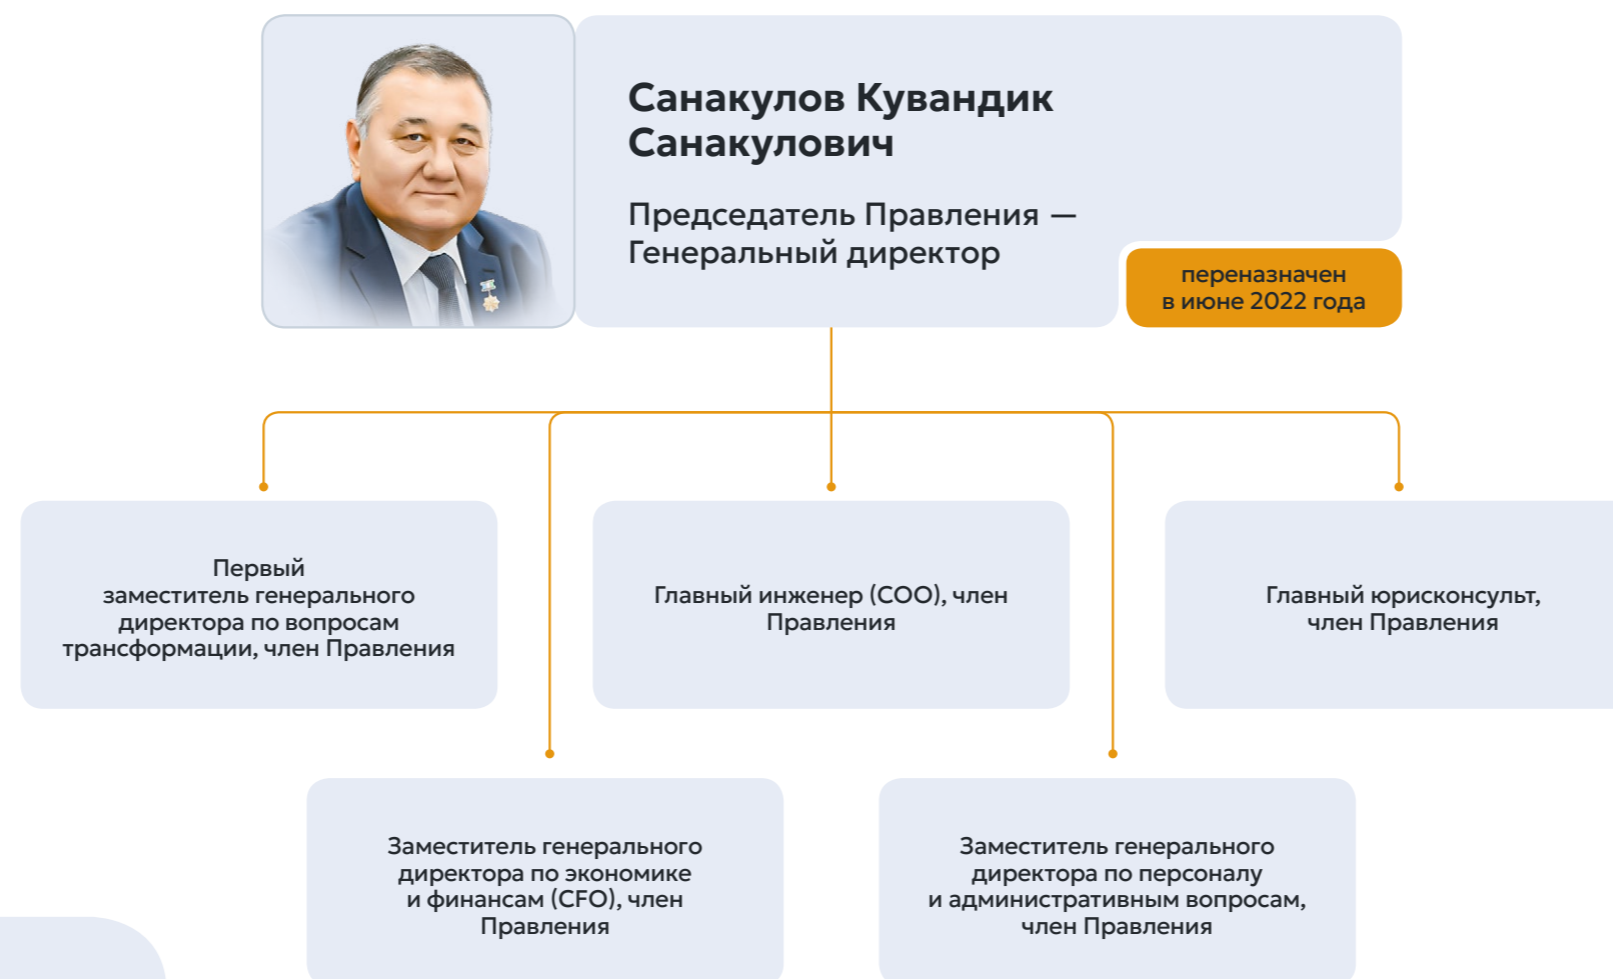 Санакулов Кувандик
Санакулович
Председатель Правления —
Генеральный директор
переназначен
в июне 2022 года
Первый
заместитель генерального
директора по вопросам
трансформации, член Правления
Главный инженер (COO), член
Правления
Главный юрисконсульт,
член Правления
Заместитель генерального
директора по экономике
и финансам (CFO), член
Правления
Заместитель генерального
директора по персоналу
и административным вопросам,
член Правления